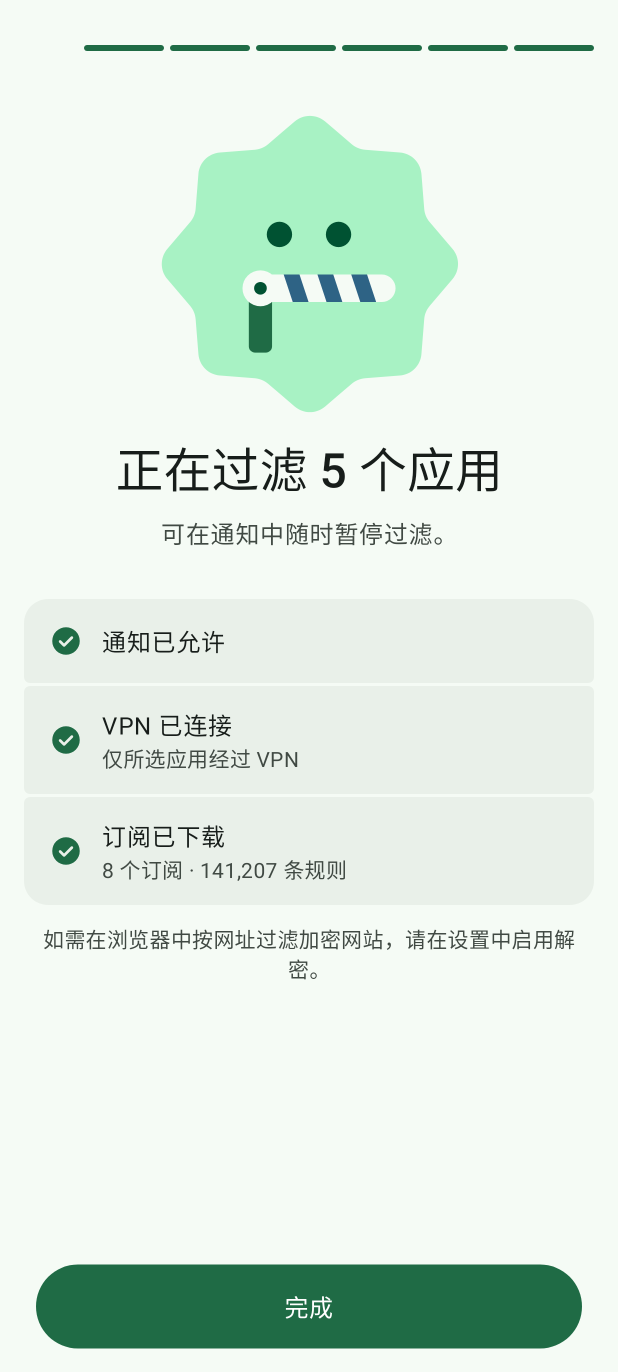 正在过滤 5 个应用
可在通知中随时暂停过滤。
通知已允许
VPN 已连接
仅所选应用经过 VPN
订阅已下载
8 个订阅 · 141,207 条规则
如需在浏览器中按网址过滤加密网站，请在设置中启用解
密。
完成